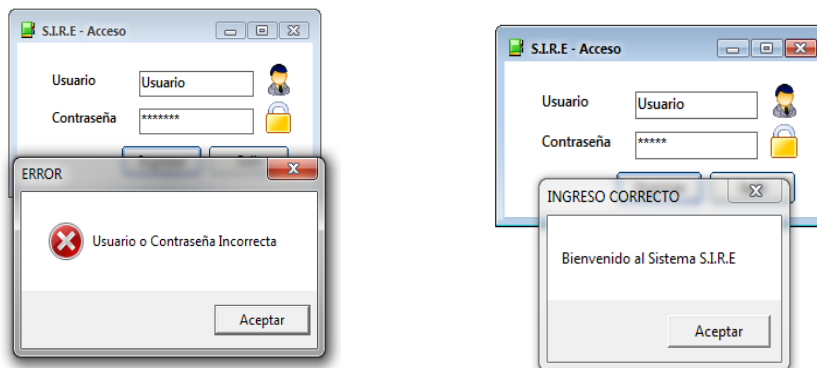 S.I.R.E - Acceso
Usuario
Usuario
Contraseña
*******
ERROR
Usuario o Contraseña Incorrecta
Aceptar
S.I.R.E - Acceso
Usuario
Usuario
Contraseña
*****
INGRESO CORRECTO
Bienvenido al Sistema S.I.R.E
Aceptar